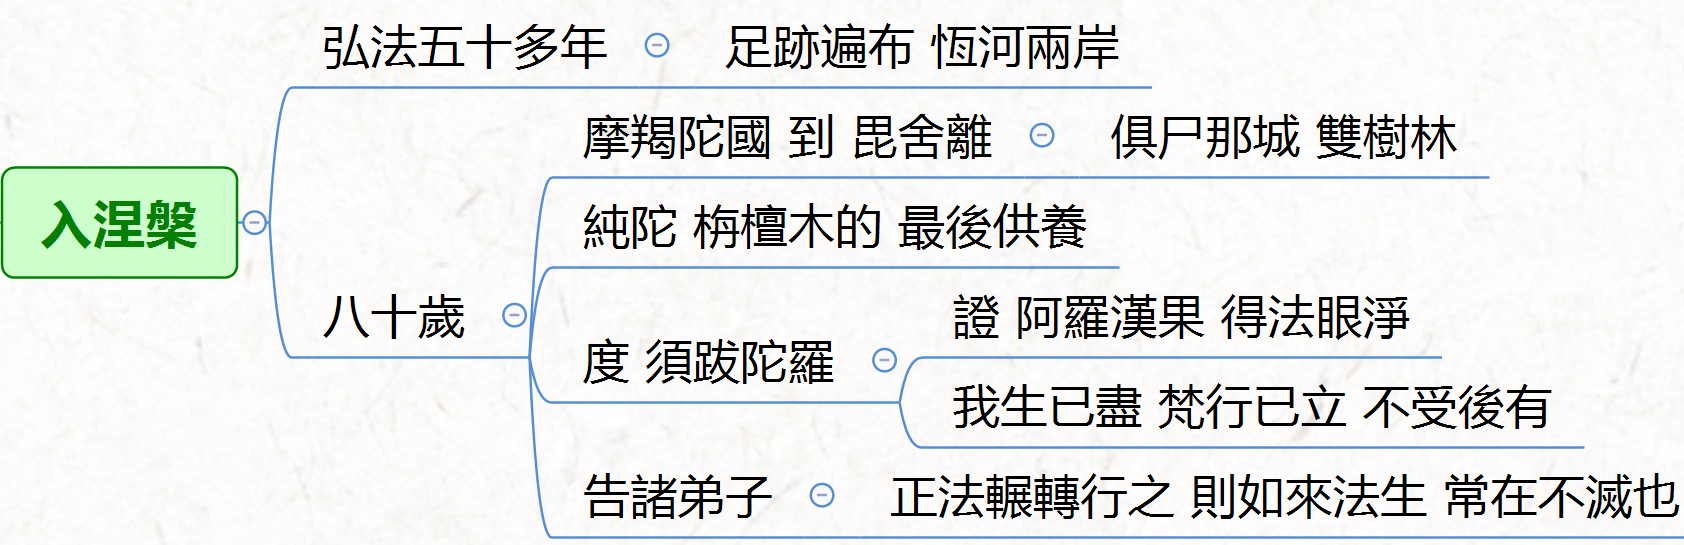 弘法五十多年 足跡遍布 恆河兩岸
摩羯陀國 到 毘舍離 俱尸那城 雙樹林
入涅槃
純陀 栴檀木的 最後供養
八十歲
證 阿羅漢果 得法眼淨
度 須跋陀羅
我生已盡 梵行已立 不受後有
告諸弟子 正法輾轉行之 則如來法生 常在不滅也